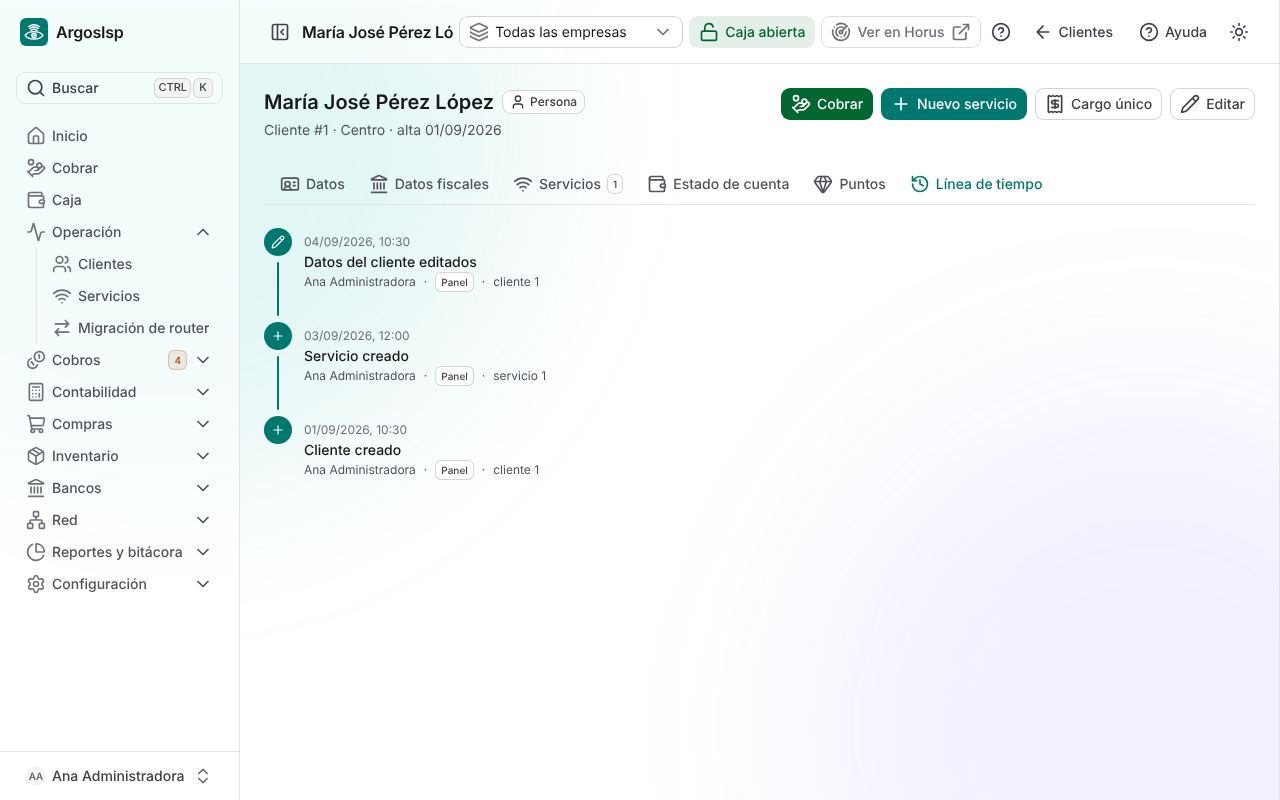 ArgosIsp
María José Pérez Ló
Todas las empresas
Caja abierta
Ver en Horus
Clientes
Ayuda
Buscar
CTRL K
Inicio
Cobrar
Caja
Operación
Clientes
Servicios
Migración de router
Cobros 4
Contabilidad
Compras
Inventario
Bancos
Red
Reportes y bitácora
Configuración
AA Ana Administradora
María José Pérez López
Persona
Cliente #1 · Centro · alta 01/09/2026
Cobrar
Nuevo servicio
Cargo único
Editar
Datos
Datos fiscales
Servicios 1
Estado de cuenta
Puntos
Línea de tiempo
04/09/2026, 10:30
Datos del cliente editados
Ana Administradora · Panel · cliente 1
03/09/2026, 12:00
Servicio creado
Ana Administradora · Panel · servicio 1
01/09/2026, 10:30
Cliente creado
Ana Administradora · Panel · cliente 1